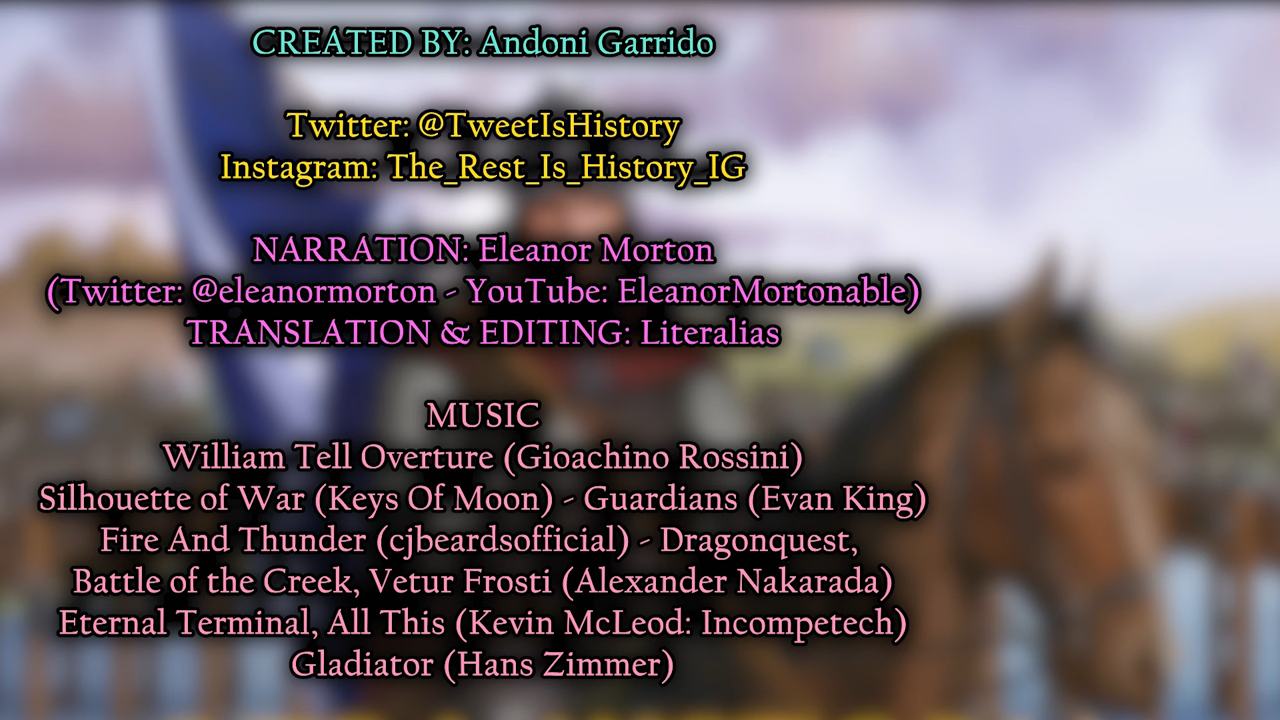 CREATED BY: Andoni Garrido
Twitter: @TweetIsHistory
Instagram: The_Rest_Is_History_IG
NARRATION: Eleanor Morton
(Twitter: @eleanormorton - YouTube: EleanorMortonable)
TRANSLATION & EDITING: Literalias
MUSIC
William Tell Overture (Gioachino Rossini)
Silhouette of War (Keys Of Moon) - Guardians (Evan King)
Fire And Thunder (cjbeardsofficial) - Dragonquest,
Battle of the Creek, Vetur Frosti (Alexander Nakarada)
Eternal Terminal, All This (Kevin McLeod: Incompetech)
Gladiator (Hans Zimmer)